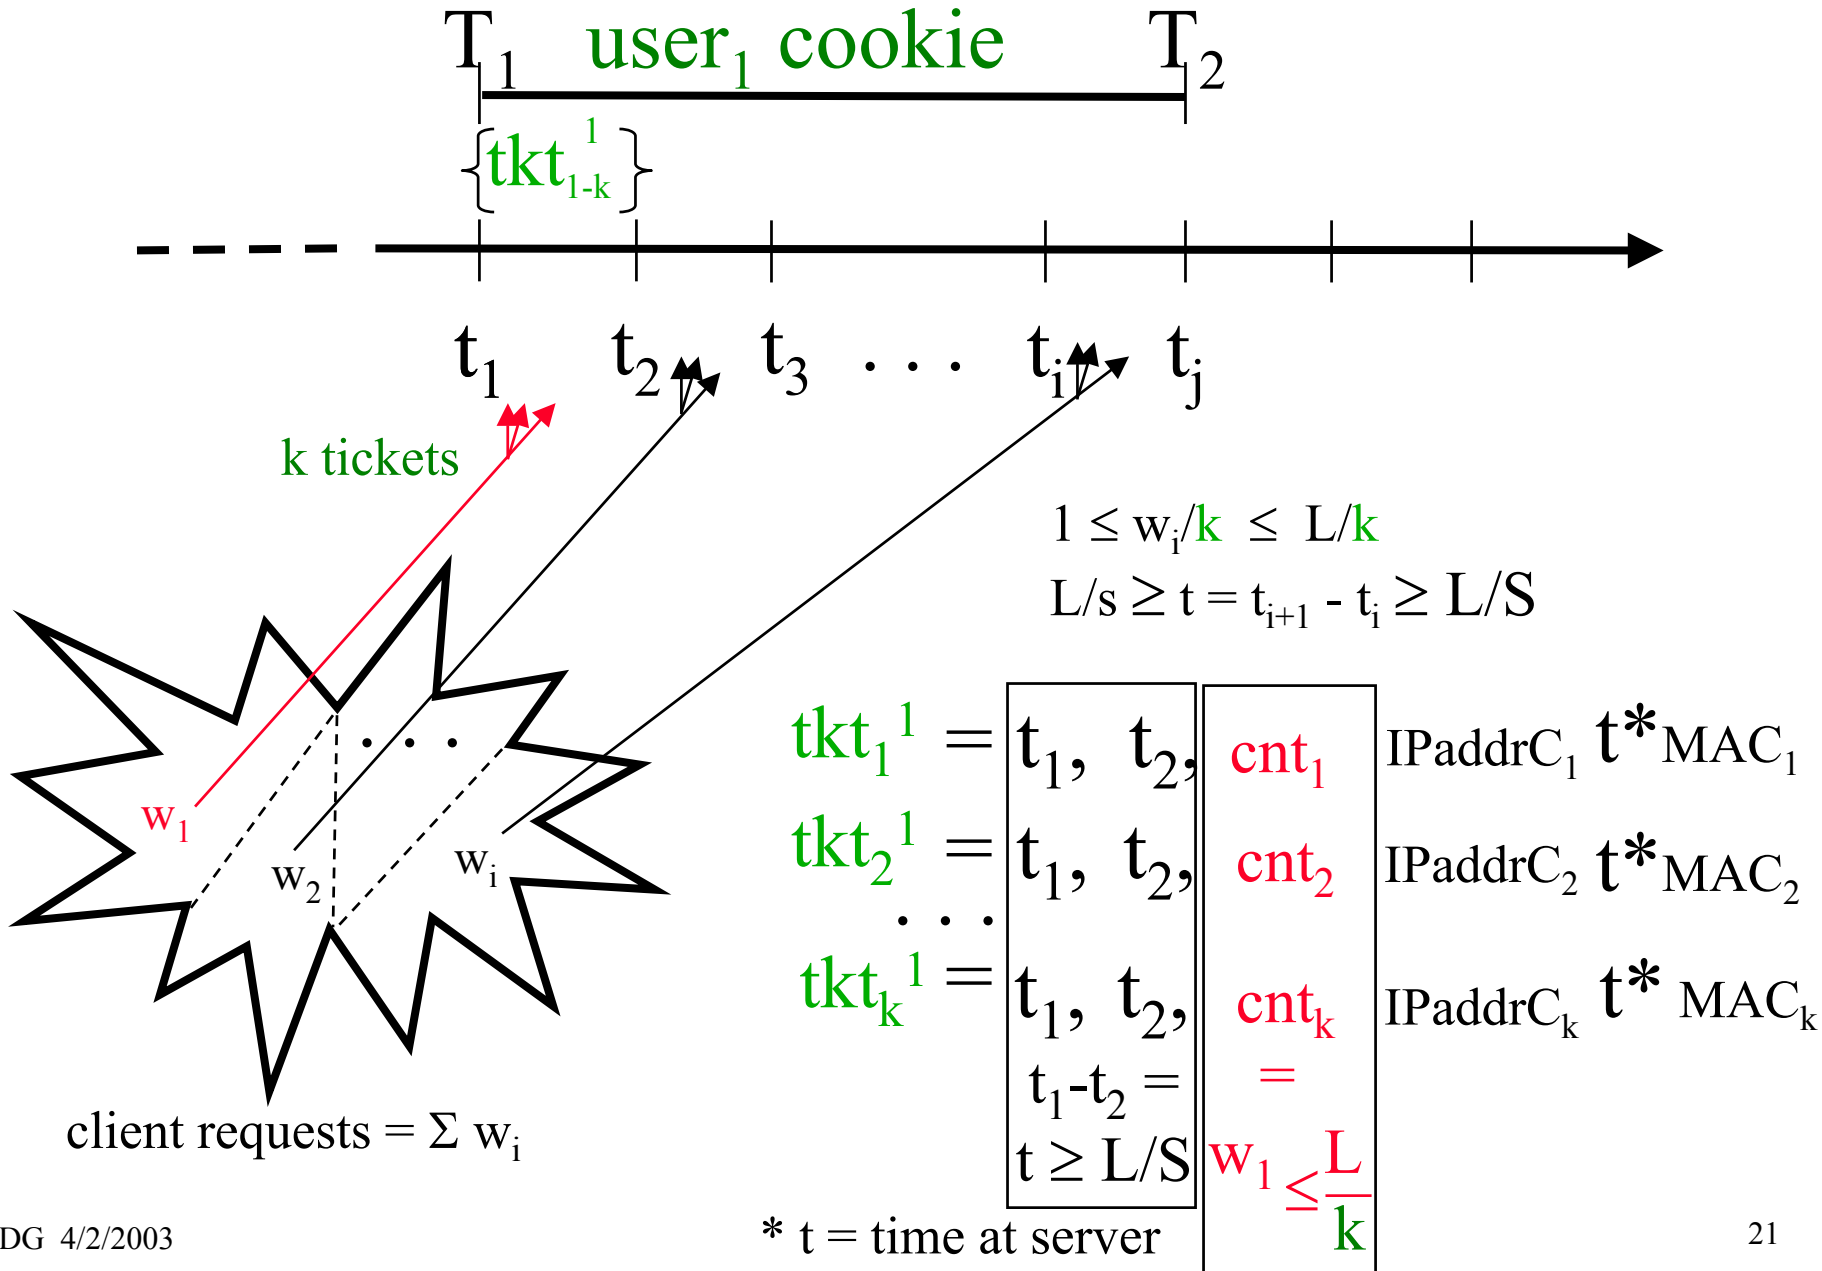 T₁ user₁ cookie T₂
{tkt₁₋ₖ¹}
t₁ t₂ t₃ . . . tᵢ tⱼ
k tickets
1 ≤ wᵢ/k ≤ L/k
L/s ≥ t = tᵢ₊₁ - tᵢ ≥ L/S
. . .
w₁
w₂
wᵢ
client requests = Σ wᵢ
tkt₁¹ = t₁, t₂, cnt₁ IPaddrC₁ t* MAC₁
tkt₂¹ = t₁, t₂, cnt₂ IPaddrC₂ t* MAC₂
. . .
tktₖ¹ = t₁, t₂, cntₖ IPaddrCₖ t* MACₖ
t₁-t₂ = =
t ≥ L/S w₁ ≤ L/k
* t = time at server
DG 4/2/2003
21